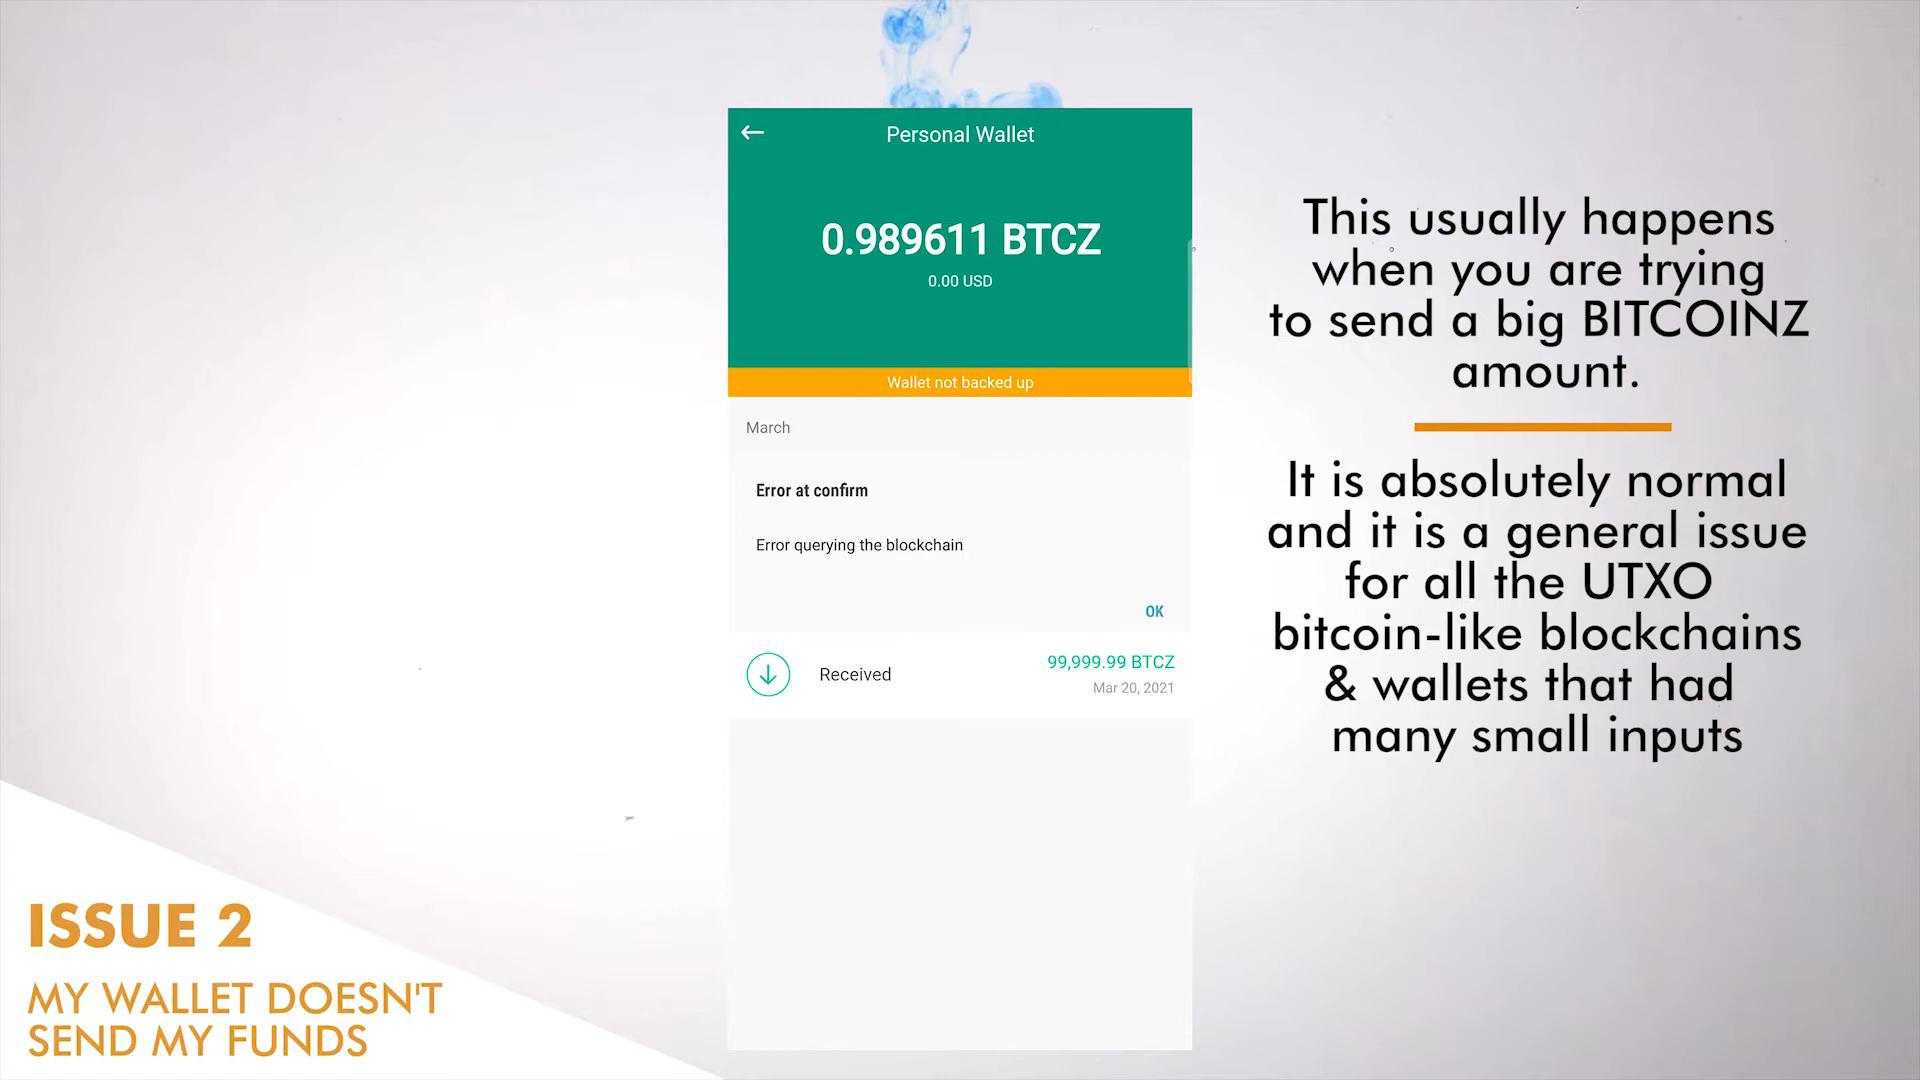 Personal Wallet
0.989611 BTCZ
0.00 USD
Wallet not backed up
March
Error at confirm
Error querying the blockchain
OK
Received
99,999.99 BTCZ
Mar 20, 2021
This usually happens
when you are trying
to send a big BITCOINZ
amount.
It is absolutely normal
and it is a general issue
for all the UTXO
bitcoin-like blockchains
& wallets that had
many small inputs
ISSUE 2
MY WALLET DOESN'T
SEND MY FUNDS